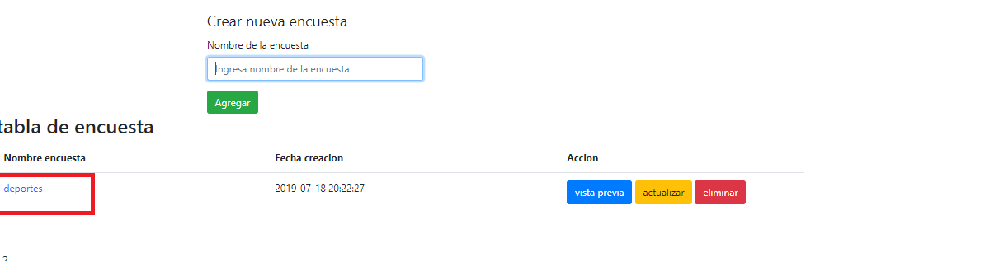 Crear nueva encuesta
Nombre de la encuesta
Ingresa nombre de la encuesta
Agregar
tabla de encuesta
Nombre encuesta Fecha creacion Accion
deportes 2019-07-18 20:22:27 vista previa actualizar eliminar
2